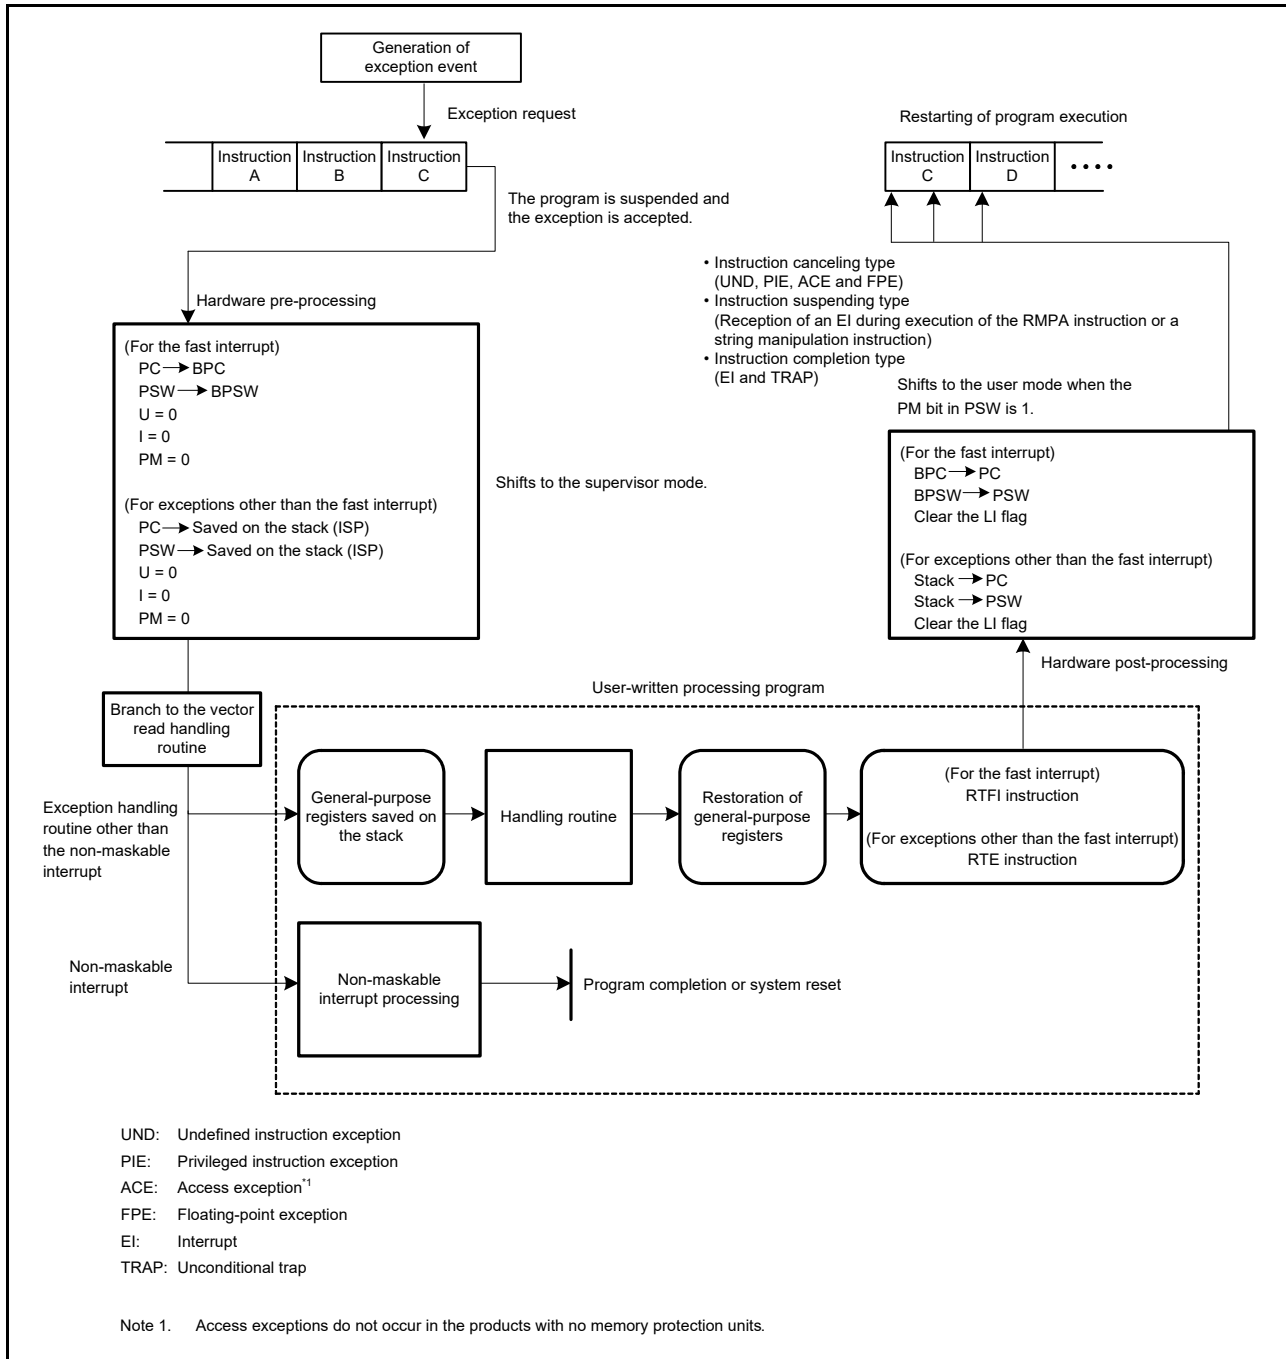 Generation of
exception event
Exception request
Instruction
A
Instruction
B
Instruction
C
The program is suspended and
the exception is accepted.
Restarting of program execution
Instruction
C
Instruction
D
• • • •
• Instruction canceling type
(UND, PIE, ACE and FPE)
• Instruction suspending type
(Reception of an EI during execution of the RMPA instruction or a
string manipulation instruction)
• Instruction completion type
(EI and TRAP)
Hardware pre-processing
(For the fast interrupt)
PC → BPC
PSW → BPSW
U = 0
I = 0
PM = 0
(For exceptions other than the fast interrupt)
PC → Saved on the stack (ISP)
PSW → Saved on the stack (ISP)
U = 0
I = 0
PM = 0
Shifts to the supervisor mode.
Shifts to the user mode when the
PM bit in PSW is 1.
(For the fast interrupt)
BPC → PC
BPSW → PSW
Clear the LI flag
(For exceptions other than the fast interrupt)
Stack → PC
Stack → PSW
Clear the LI flag
Hardware post-processing
User-written processing program
Branch to the vector
read handling
routine
Exception handling
routine other than
the non-maskable
interrupt
General-purpose
registers saved on
the stack
Handling routine
Restoration of
general-purpose
registers
(For the fast interrupt)
RTFI instruction
(For exceptions other than the fast interrupt)
RTE instruction
Non-maskable
interrupt
Non-maskable
interrupt processing
Program completion or system reset
UND: Undefined instruction exception
PIE: Privileged instruction exception
ACE: Access exception*1
FPE: Floating-point exception
EI: Interrupt
TRAP: Unconditional trap
Note 1. Access exceptions do not occur in the products with no memory protection units.